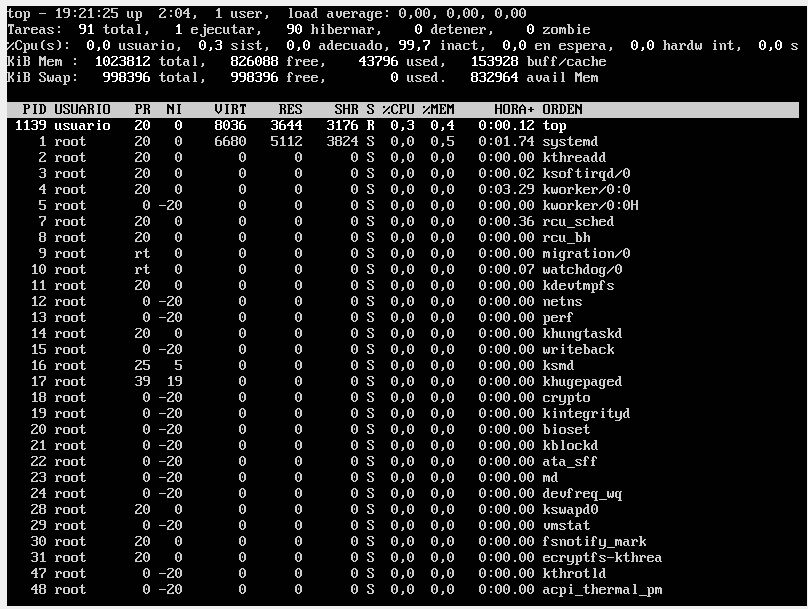 top - 19:21:25 up  2:04,  1 user,  load average: 0,00, 0,00, 0,00
Tareas:  91 total,   1 ejecutar,   90 hibernar,    0 detener,    0 zombie
%Cpu(s):  0,0 usuario,  0,3 sist,  0,0 adecuado, 99,7 inact,  0,0 en espera,  0,0 hardw int,  0,0 s
KiB Mem :  1023812 total,   826088 free,    43796 used,   153928 buff/cache
KiB Swap:   998396 total,   998396 free,        0 used.   832964 avail Mem
PID USUARIO   PR  NI    VIRT    RES    SHR S %CPU %MEM     HORA+ ORDEN
1139 usuario   20   0    8036   3644   3176 R  0,3  0,4   0:00.12 top
1 root      20   0    6680   5112   3824 S  0,0  0,5   0:01.74 systemd
2 root      20   0       0      0      0 S  0,0  0,0   0:00.00 kthreadd
3 root      20   0       0      0      0 S  0,0  0,0   0:00.02 ksoftirqd/0
4 root      20   0       0      0      0 S  0,0  0,0   0:03.29 kworker/0:0
5 root       0 -20       0      0      0 S  0,0  0,0   0:00.00 kworker/0:0H
7 root      20   0       0      0      0 S  0,0  0,0   0:00.36 rcu_sched
8 root      20   0       0      0      0 S  0,0  0,0   0:00.00 rcu_bh
9 root      rt   0       0      0      0 S  0,0  0,0   0:00.00 migration/0
10 root      rt   0       0      0      0 S  0,0  0,0   0:00.07 watchdog/0
11 root      20   0       0      0      0 S  0,0  0,0   0:00.00 kdevtmpfs
12 root       0 -20       0      0      0 S  0,0  0,0   0:00.00 netns
13 root       0 -20       0      0      0 S  0,0  0,0   0:00.00 perf
14 root      20   0       0      0      0 S  0,0  0,0   0:00.00 khungtaskd
15 root       0 -20       0      0      0 S  0,0  0,0   0:00.00 writeback
16 root      25   5       0      0      0 S  0,0  0,0   0:00.00 ksmd
17 root      39  19       0      0      0 S  0,0  0,0   0:00.00 khugepaged
18 root       0 -20       0      0      0 S  0,0  0,0   0:00.00 crypto
19 root       0 -20       0      0      0 S  0,0  0,0   0:00.00 kintegrityd
20 root       0 -20       0      0      0 S  0,0  0,0   0:00.00 bioset
21 root       0 -20       0      0      0 S  0,0  0,0   0:00.00 kblockd
22 root       0 -20       0      0      0 S  0,0  0,0   0:00.00 ata_sff
23 root       0 -20       0      0      0 S  0,0  0,0   0:00.00 md
24 root       0 -20       0      0      0 S  0,0  0,0   0:00.00 devfreq_wq
28 root      20   0       0      0      0 S  0,0  0,0   0:00.00 kswapd0
29 root       0 -20       0      0      0 S  0,0  0,0   0:00.00 vmstat
30 root      20   0       0      0      0 S  0,0  0,0   0:00.00 fsnotify_mark
31 root      20   0       0      0      0 S  0,0  0,0   0:00.00 ecryptfs-kthrea
47 root       0 -20       0      0      0 S  0,0  0,0   0:00.00 kthrotld
48 root       0 -20       0      0      0 S  0,0  0,0   0:00.00 acpi_thermal_pm